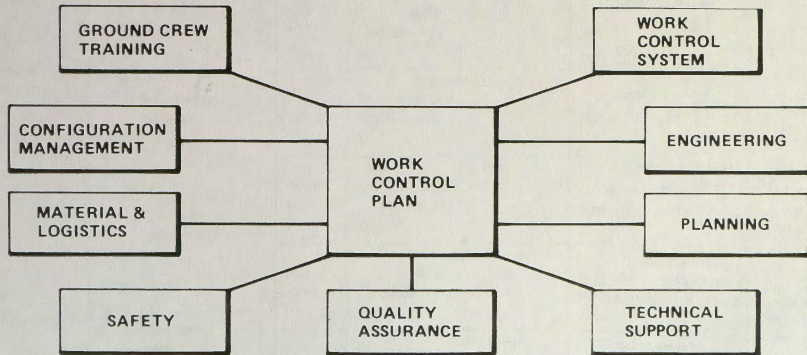 GROUND CREW
TRAINING
WORK
CONTROL
SYSTEM
CONFIGURATION
MANAGEMENT
WORK
CONTROL
PLAN
ENGINEERING
MATERIAL &
LOGISTICS
PLANNING
SAFETY
QUALITY
ASSURANCE
TECHNICAL
SUPPORT